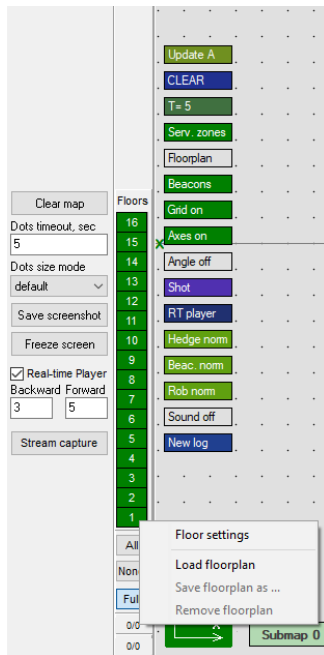 Update A
CLEAR
T= 5
Serv. zones
Floorplan
Beacons
Grid on
Axes on
Angle off
Shot
RT player
Hedge norm
Beac. norm
Rob norm
Sound off
New log
Clear map
Dots timeout, sec
5
Dots size mode
default
Save screenshot
Freeze screen
Real-time Player
Backward Forward
3 5
Stream capture
Floors
16
15
14
13
12
11
10
9
8
7
6
5
4
3
2
1
All
Non
Ful
0/0
0/0
X
Floor settings
Load floorplan
Save floorplan as ...
Remove floorplan
Submap 0